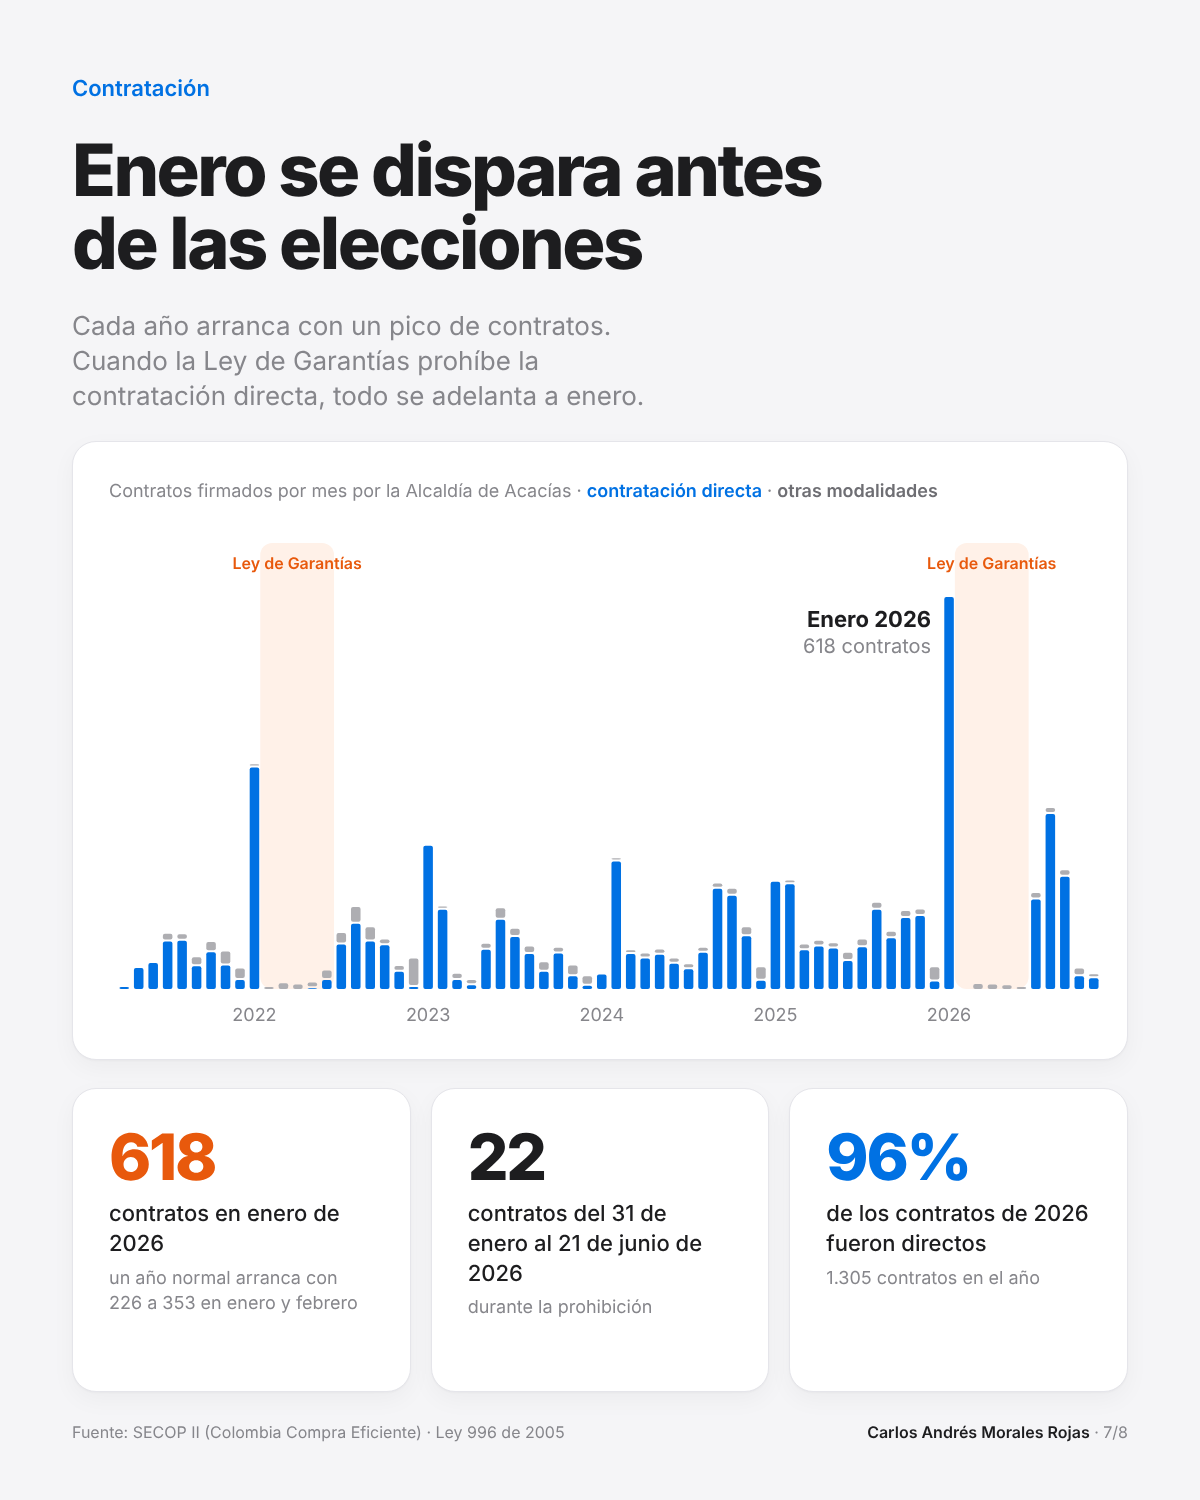 Contratación
Enero se dispara antes
de las elecciones
Cada año arranca con un pico de contratos.
Cuando la Ley de Garantías prohíbe la
contratación directa, todo se adelanta a enero.
Contratos firmados por mes por la Alcaldía de Acacías · contratación directa · otras modalidades
Ley de Garantías
Ley de Garantías
Enero 2026
618 contratos
2022
2023
2024
2025
2026
618
contratos en enero de
2026
un año normal arranca con
226 a 353 en enero y febrero
22
contratos del 31 de
enero al 21 de junio de
2026
durante la prohibición
96%
de los contratos de 2026
fueron directos
1.305 contratos en el año
Fuente: SECOP II (Colombia Compra Eficiente) · Ley 996 de 2005
Carlos Andrés Morales Rojas · 7/8